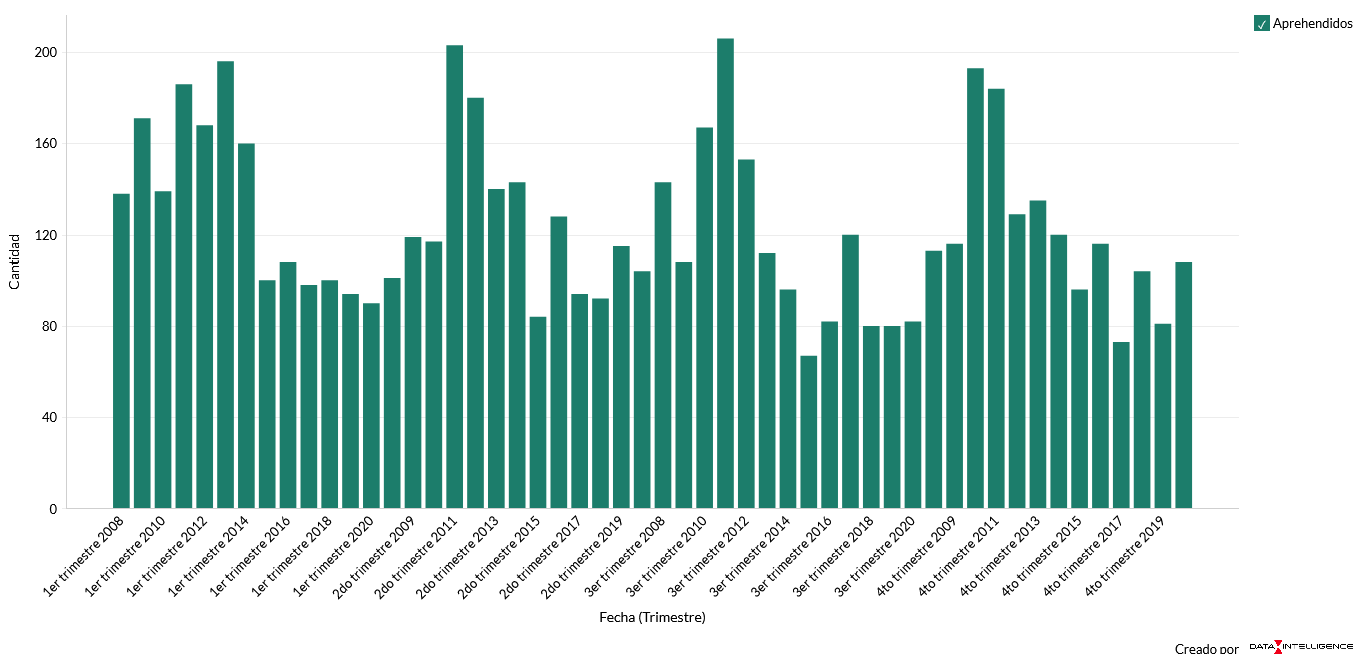 Aprehendidos
200
160
120
80
40
0
Cantidad
1er trimestre 2008
1er trimestre 2010
1er trimestre 2012
1er trimestre 2014
1er trimestre 2016
1er trimestre 2018
1er trimestre 2020
2do trimestre 2009
2do trimestre 2011
2do trimestre 2013
2do trimestre 2015
2do trimestre 2017
2do trimestre 2019
3er trimestre 2008
3er trimestre 2010
3er trimestre 2012
3er trimestre 2014
3er trimestre 2016
3er trimestre 2018
3er trimestre 2020
4to trimestre 2009
4to trimestre 2011
4to trimestre 2013
4to trimestre 2015
4to trimestre 2017
4to trimestre 2019
Fecha (Trimestre)
Creado por DATA INTELLIGENCE